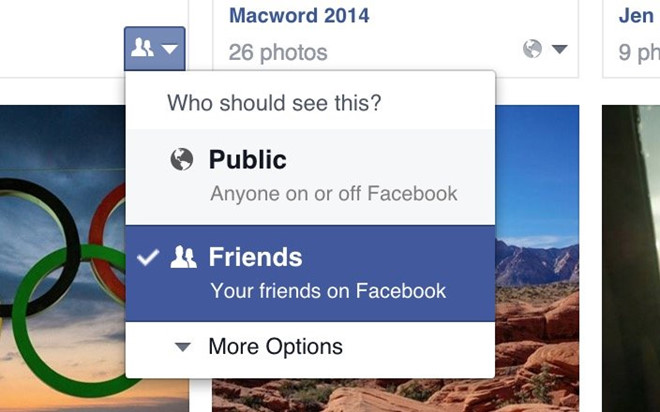 Macword 2014
Jen
26 photos
9 ph
Who should see this?
Public
Anyone on or off Facebook
Friends
Your friends on Facebook
More Options